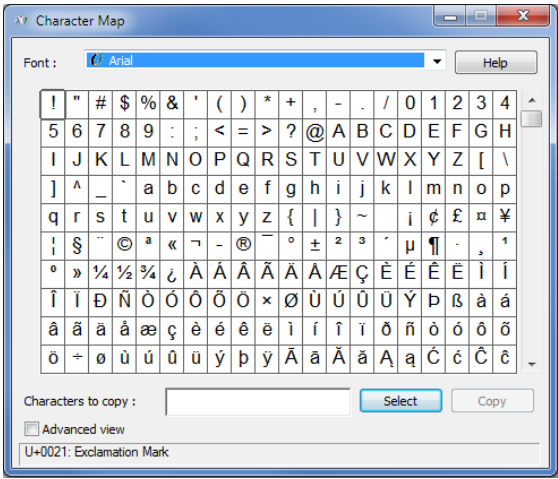 Character Map
Font :
Arial
Help
! " # $ % & ' ( ) * + , - . / 0 1 2 3 4
5 6 7 8 9 : ; < = > ? @ A B C D E F G H
I J K L M N O P Q R S T U V W X Y Z [ \
] ^ _ ` a b c d e f g h i j k l m n o p
q r s t u v w x y z { | } ~   ¡ ¢ £ ¤ ¥
¦ § ¨ © ª « ¬ - ® ¯ ° ± ² ³ ´ µ ¶ · ¸ ¹
º » ¼ ½ ¾ ¿ À Á Â Ã Ä Å Æ Ç È É Ê Ë Ì Í
Î Ï Ð Ñ Ò Ó Ô Õ Ö × Ø Ù Ú Û Ü Ý Þ ß à á
â ã ä å æ ç è é ê ë ì í î ï ð ñ ò ó ô õ
ö ÷ ø ù ú û ü ý þ ÿ Ā ā Ă ă Ą ą Ć ć Ĉ ĉ
Characters to copy :
Select
Copy
Advanced view
U+0021: Exclamation Mark